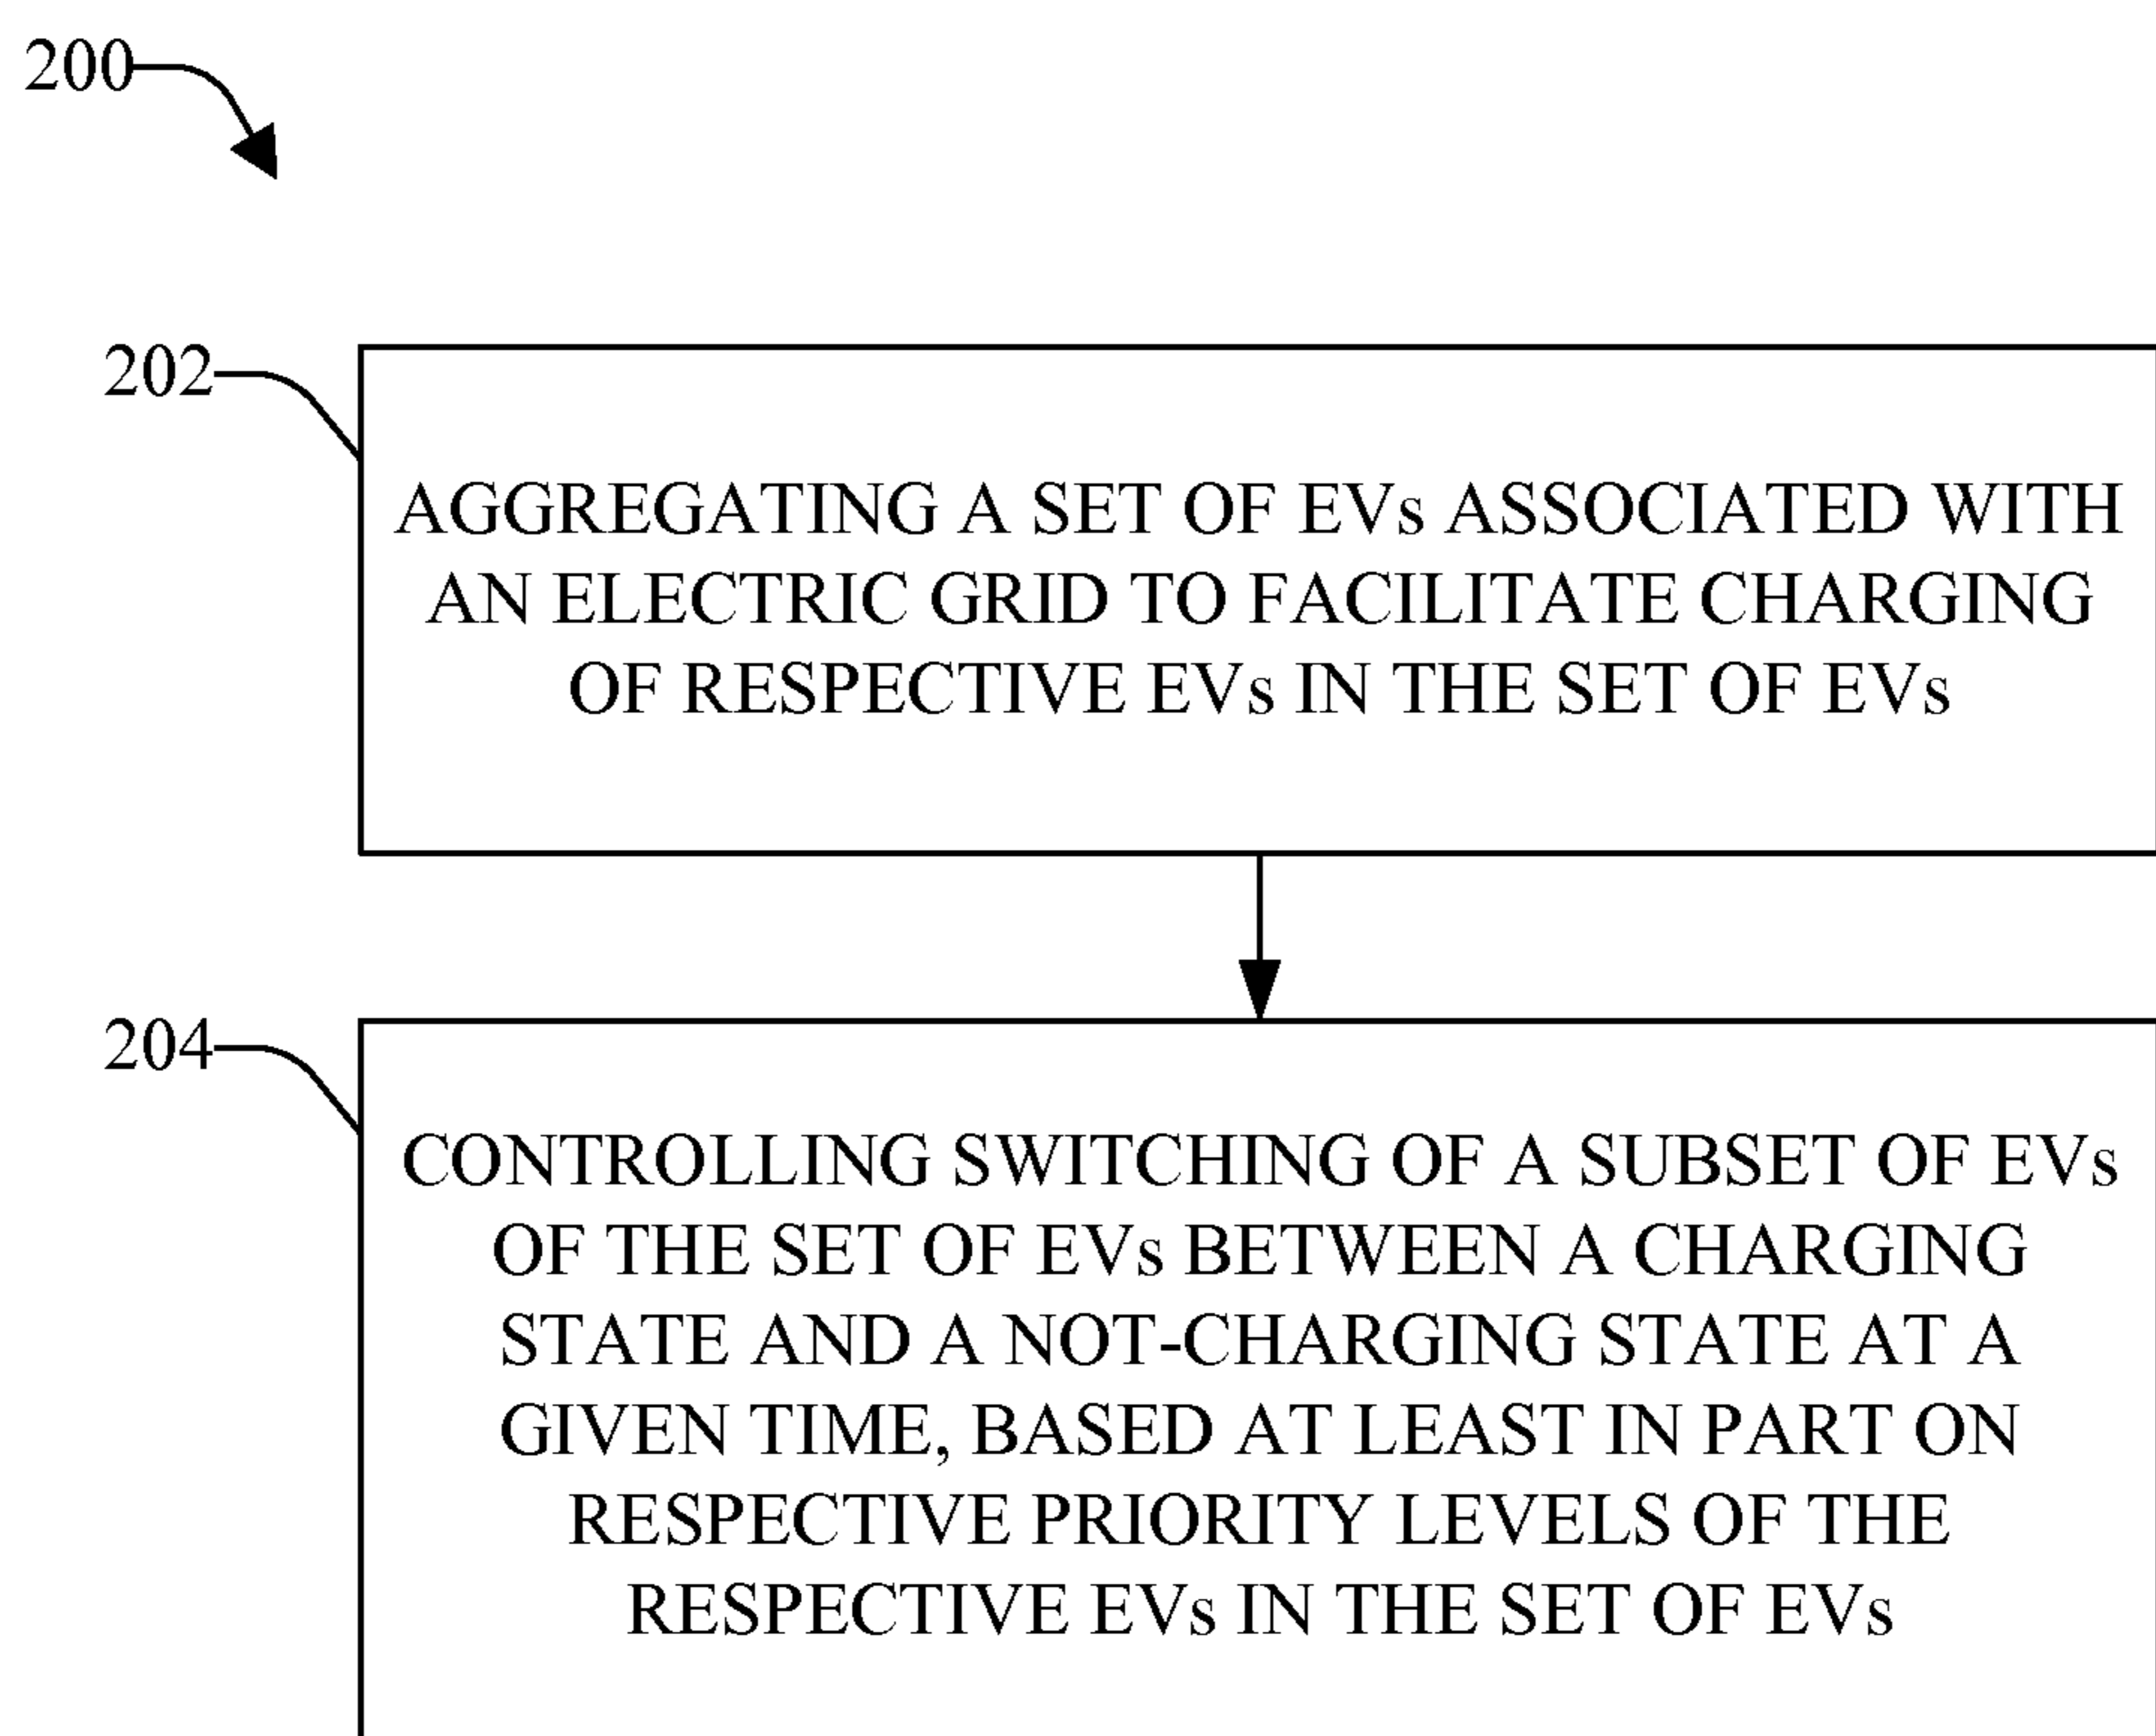 200
202
AGGREGATING A SET OF EVs ASSOCIATED WITH
AN ELECTRIC GRID TO FACILITATE CHARGING
OF RESPECTIVE EVs IN THE SET OF EVs
204
CONTROLLING SWITCHING OF A SUBSET OF EVs
OF THE SET OF EVs BETWEEN A CHARGING
STATE AND A NOT-CHARGING STATE AT A
GIVEN TIME, BASED AT LEAST IN PART ON
RESPECTIVE PRIORITY LEVELS OF THE
RESPECTIVE EVs IN THE SET OF EVs